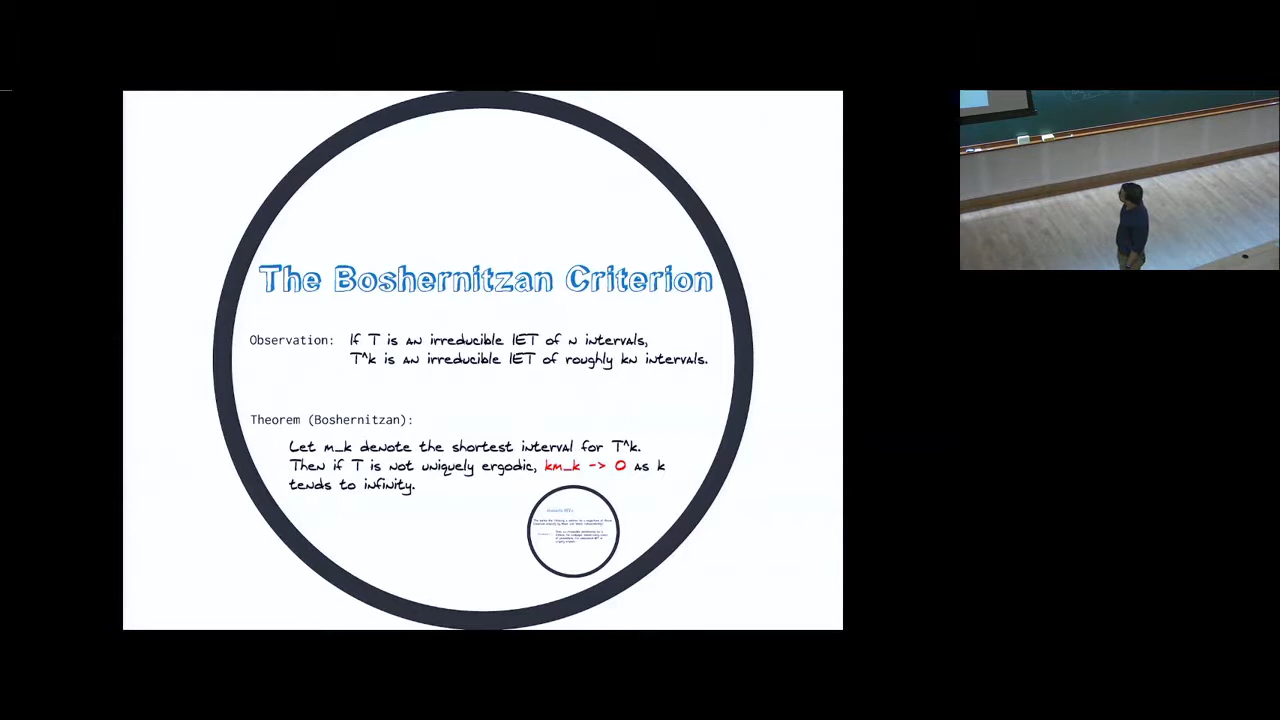 The Boshernitzan Criterion
Observation: If T is an irreducible IET of n intervals,
T^k is an irreducible IET of roughly kn intervals.
Theorem (Boshernitzan):
Let m_k denote the shortest interval for T^k.
Then if T is not uniquely ergodic, km_k -> 0 as k
tends to infinity.